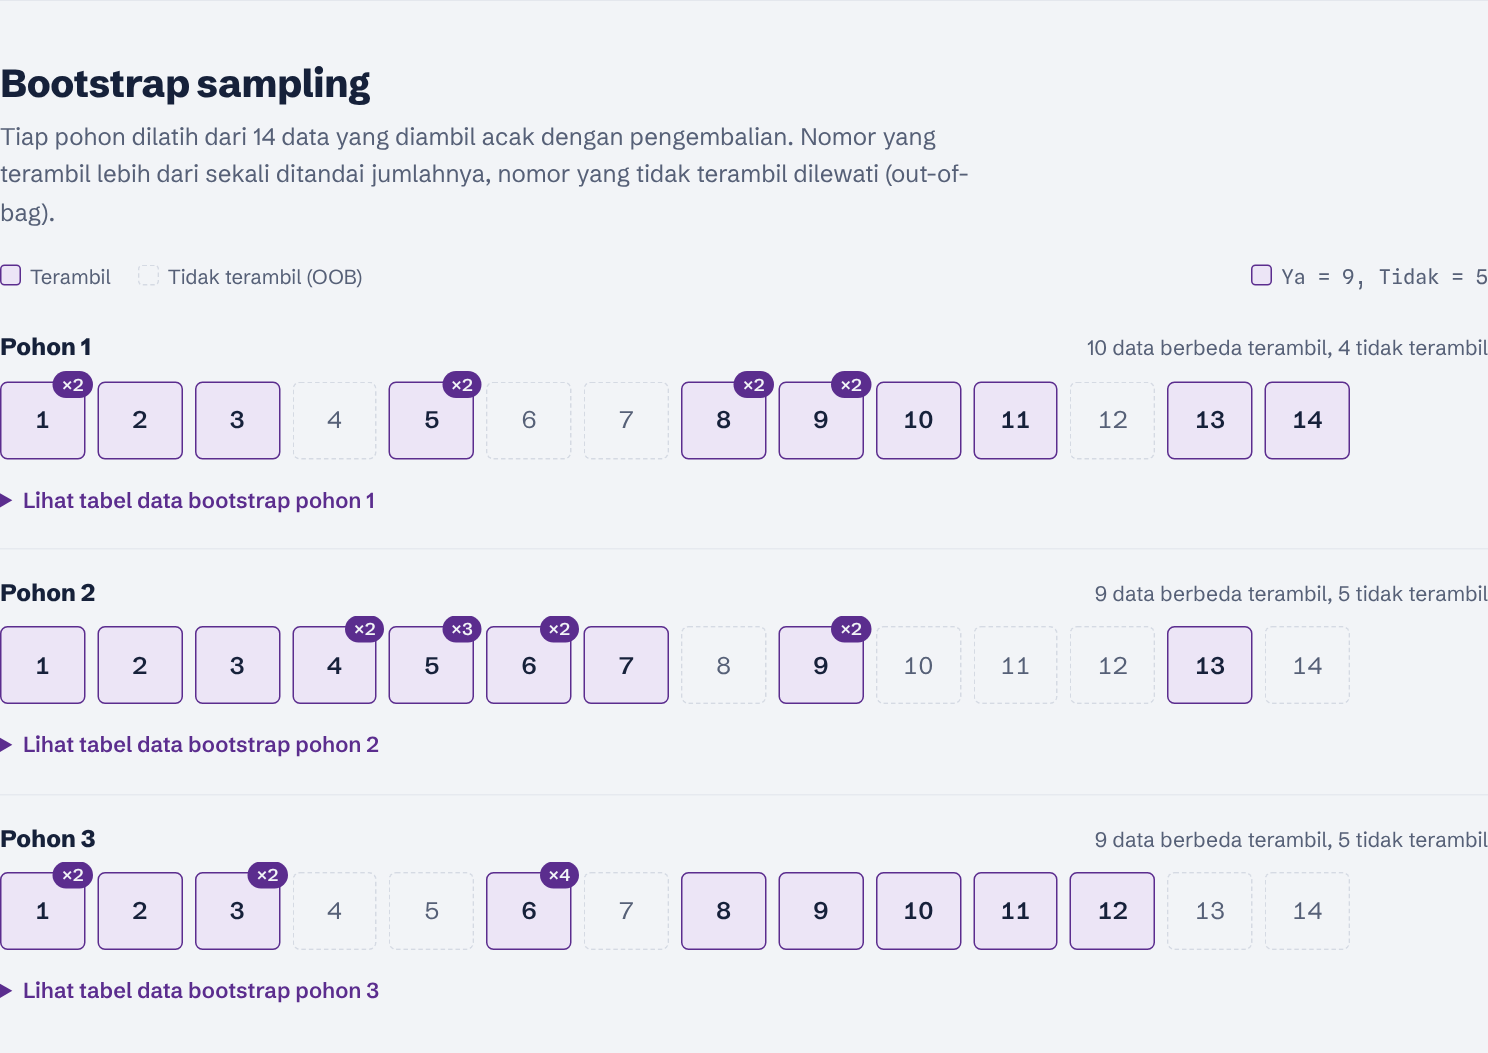 Bootstrap sampling
Tiap pohon dilatih dari 14 data yang diambil acak dengan pengembalian. Nomor yang
terambil lebih dari sekali ditandai jumlahnya, nomor yang tidak terambil dilewati (out-of-
bag).
Terambil Tidak terambil (OOB) Ya = 9, Tidak = 5
Pohon 1 10 data berbeda terambil, 4 tidak terambil
×2 ×2 ×2 ×2
1 2 3 4 5 6 7 8 9 10 11 12 13 14
▶ Lihat tabel data bootstrap pohon 1
Pohon 2 9 data berbeda terambil, 5 tidak terambil
×2 ×3 ×2 ×2
1 2 3 4 5 6 7 8 9 10 11 12 13 14
▶ Lihat tabel data bootstrap pohon 2
Pohon 3 9 data berbeda terambil, 5 tidak terambil
×2 ×2 ×4
1 2 3 4 5 6 7 8 9 10 11 12 13 14
▶ Lihat tabel data bootstrap pohon 3